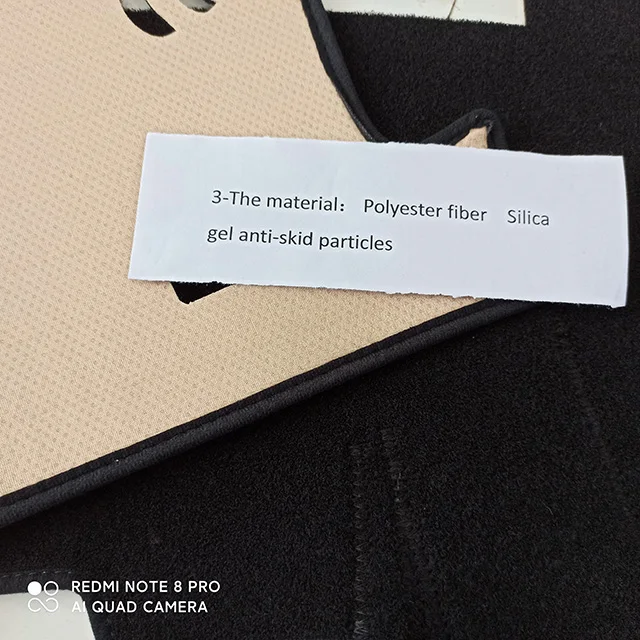 3-The material： Polyester fiber Silica
gel anti-skid particles
REDMI NOTE 8 PRO
AI QUAD CAMERA